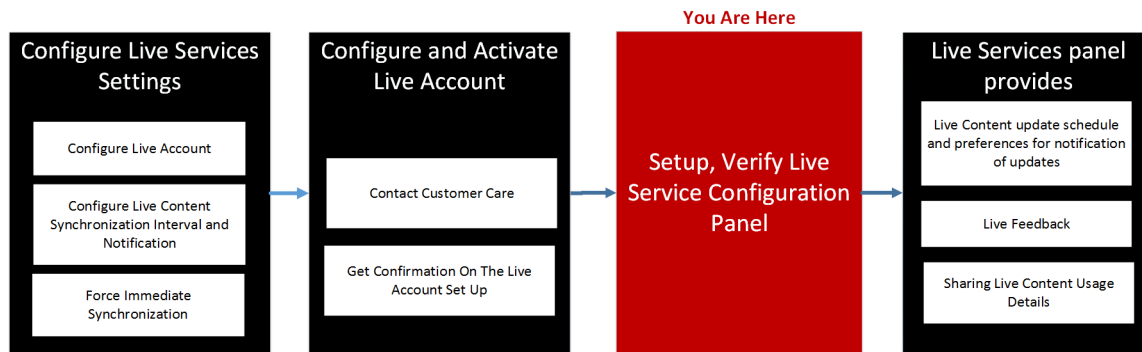 You Are Here
Configure Live Services
Settings
Configure Live Account
Configure Live Content
Synchronization Interval and
Notification
Force Immediate
Synchronization
Configure and Activate
Live Account
Contact Customer Care
Get Confirmation On The Live
Account Set Up
Setup, Verify Live
Service Configuration
Panel
Live Services panel
provides
Live Content update schedule
and preferences for notification
of updates
Live Feedback
Sharing Live Content Usage
Details